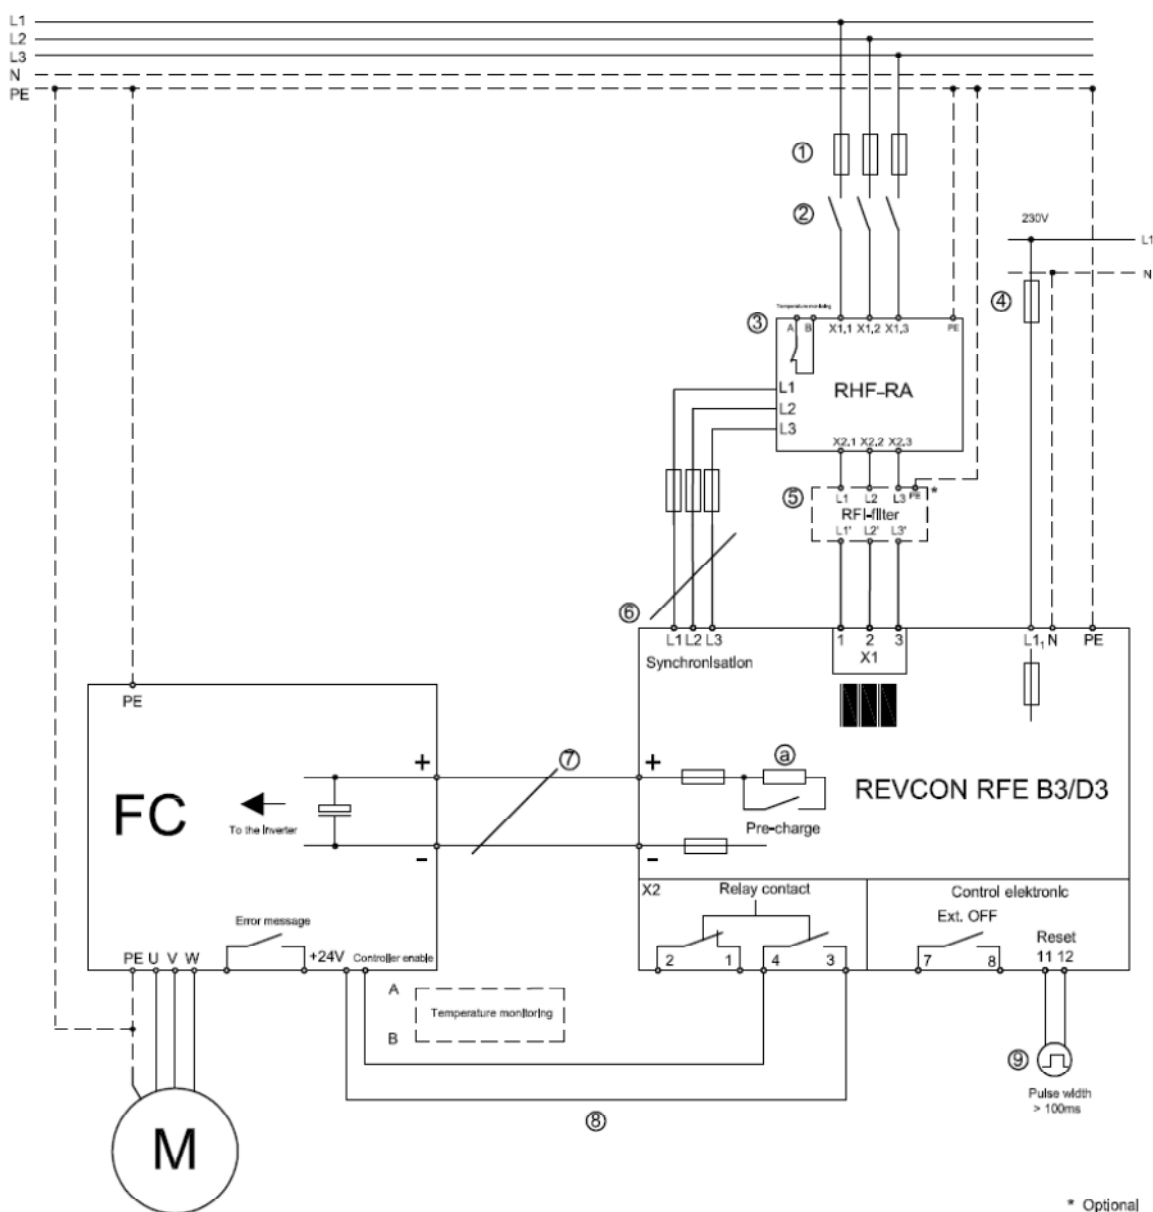 L1
L2
L3
N
PE
①
②
230V
L1
N
④
Temperature monitoring
③
A B X1,1 X1,2 X1,3 PE
RHF-RA
L1
L2
L3
X2,1 X2,2 X2,3
⑤
L1 L2 L3 PE *
RFI-filter
L1' L2' L3'
⑥
L1 L2 L3 1 2 3 L1₁ N PE
Synchronisation X1
PE
⑦
ⓐ
+ +
FC
To the Inverter
REVCON RFE B3/D3
Pre-charge
- -
X2 Relay contact
Control elektronic
Error message
Ext. OFF
Reset
PE U V W +24V Controller enable
2 1 4 3 7 8 11 12
A
Temperature monitoring
B
⑨
Pulse width
> 100ms
⑧
M
* Optional